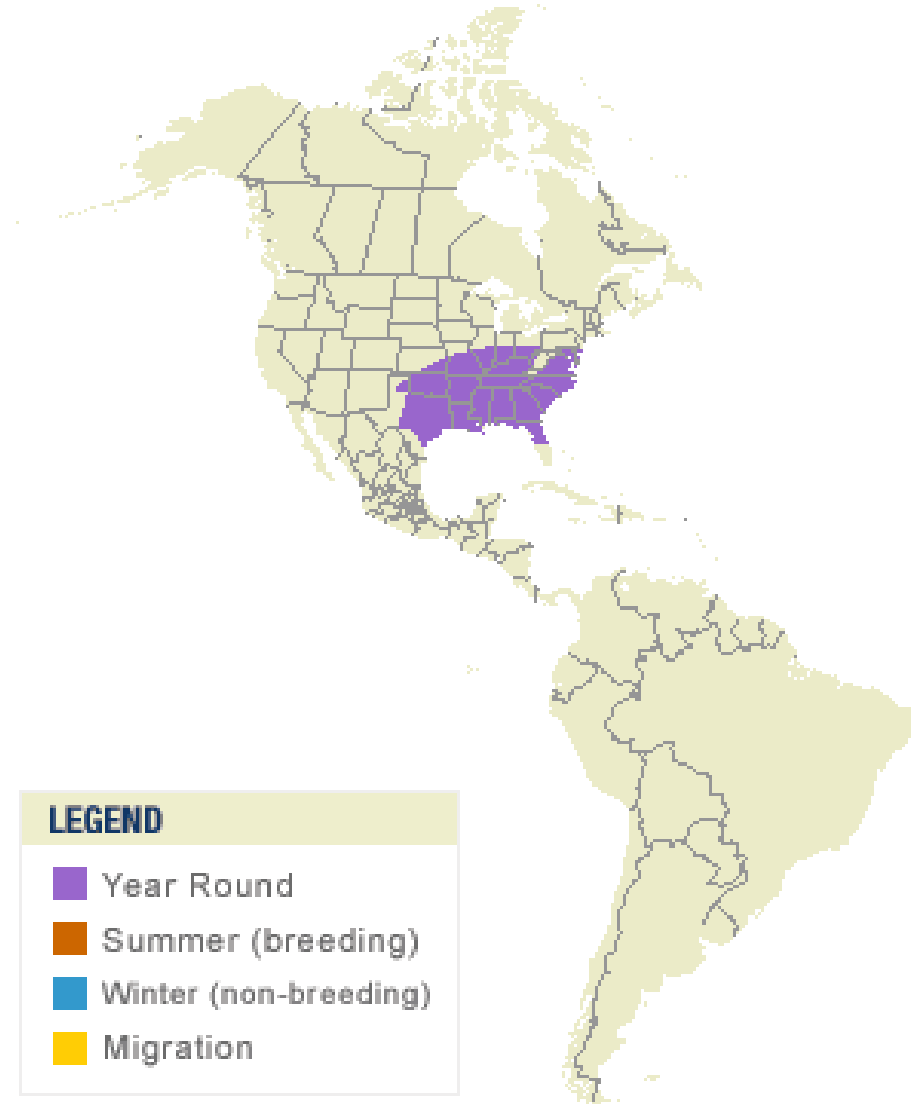 LEGEND
Year Round
Summer (breeding)
Winter (non-breeding)
Migration